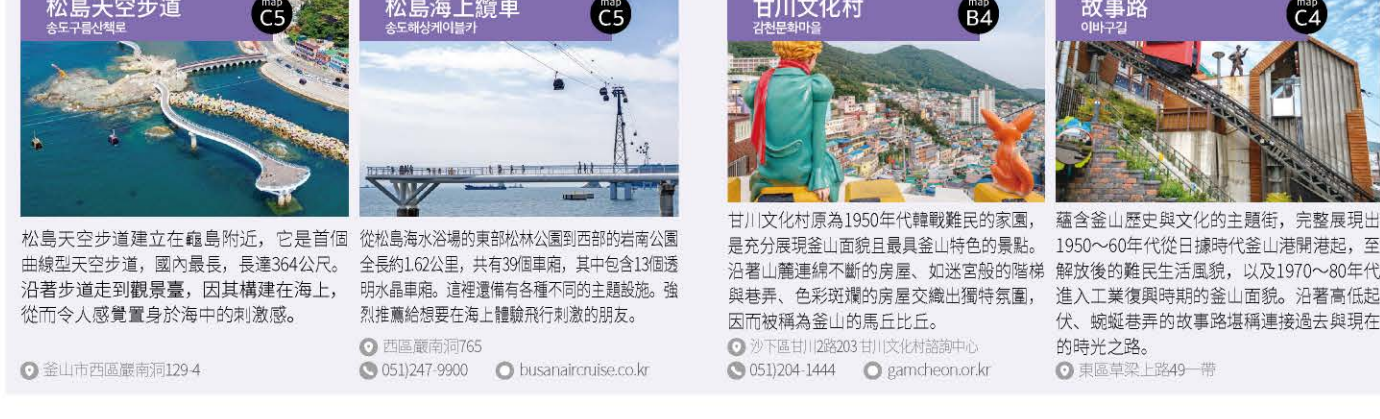 松島天空步道
map
C5
송도구름산책로
松島天空步道建立在龜島附近，它是首個
曲線型天空步道，國內最長，長達364公尺。
沿著步道走到觀景臺，因其構建在海上，
從而令人感覺置身於海中的刺激感。
釜山市西區巖南洞129-4
松島海上纜車
map
C5
송도해상케이블카
從松島海水浴場的東部松林公園到西部的岩南公園
全長約1.62公里，共有39個車廂，其中包含13個透
明水晶車廂。這裡還備有各種不同的主題設施。強
烈推薦給想要在海上體驗飛行刺激的朋友。
西區巖南洞765
051)247-9900 busanaircruise.co.kr
甘川文化村
map
B4
감천문화마을
甘川文化村原為1950年代韓戰難民的家園，
是充分展現釜山面貌且最具釜山特色的景點。
沿著山麓連綿不斷的房屋、如迷宮般的階梯
與巷弄、色彩斑斕的房屋交織出獨特氛圍，
因而被稱為釜山的馬丘比丘。
沙下區甘川2路203 甘川文化村諮詢中心
051)204-1444 gamcheon.or.kr
故事路
map
C4
이바구길
蘊含釜山歷史與文化的主題街，完整展現出
1950～60年代從日據時代釜山港開港起，至
解放後的難民生活風貌，以及1970～80年代
進入工業復興時期的釜山面貌。沿著高低起
伏、蜿蜒巷弄的故事路堪稱連接過去與現在
的時光之路。
東區草梁上路49一帶